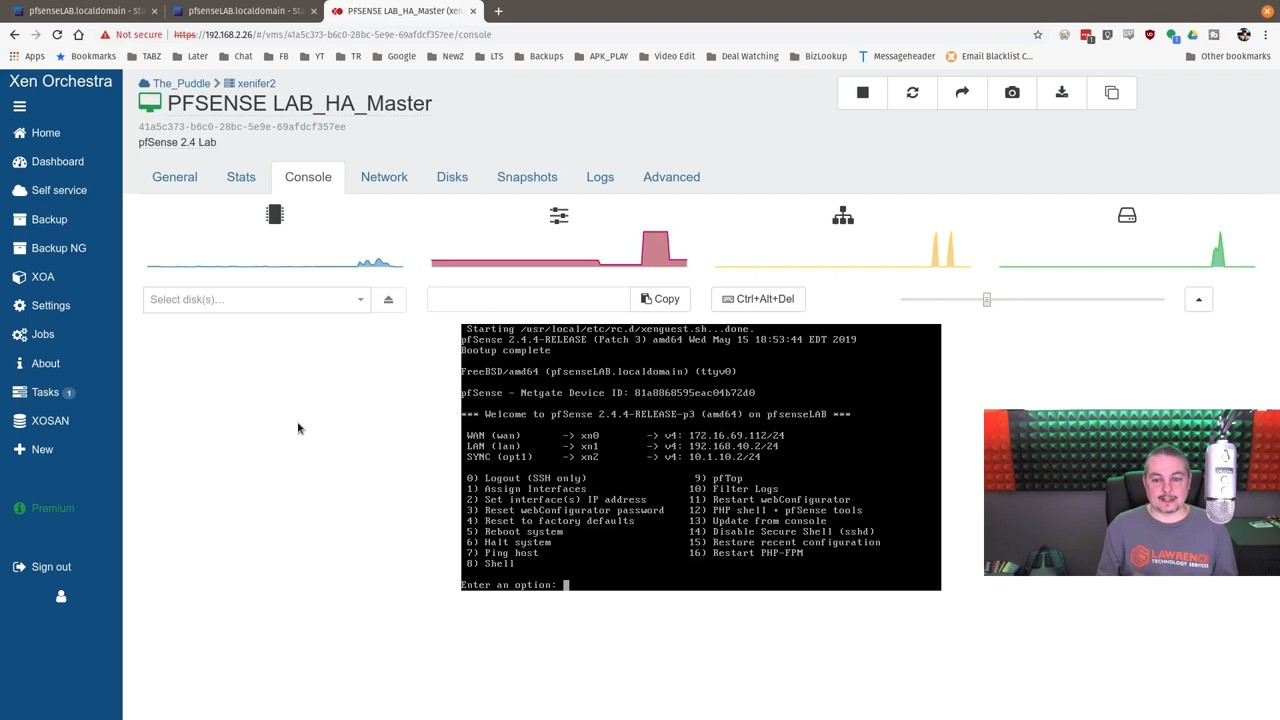 pfsenseLAB.localdomain - Sta
pfsenseLAB.localdomain - Sta
PFSENSE LAB_HA_Master (xen
Not secure
https://192.168.2.26/#/vms/41a5c373-b6c0-28bc-5e9e-69afdcf357ee/console
Apps
Bookmarks
TABZ
Later
Chat
FB
YT
TR
Google
NewZ
LTS
Backups
APK_PLAY
Video Edit
Deal Watching
BizLookup
Messageheader
Email Blacklist C...
Other bookmarks
Xen Orchestra
Home
Dashboard
Self service
Backup
Backup NG
XOA
Settings
Jobs
About
Tasks 1
XOSAN
New
Premium
Sign out
The_Puddle
xenifer2
PFSENSE LAB_HA_Master
41a5c373-b6c0-28bc-5e9e-69afdcf357ee
pfSense 2.4 Lab
General
Stats
Console
Network
Disks
Snapshots
Logs
Advanced
Select disk(s)...
Copy
Ctrl+Alt+Del
Starting /usr/local/etc/rc.d/xenguest.sh...done.
pfSense 2.4.4-RELEASE (Patch 3) amd64 Wed May 15 18:53:44 EDT 2019
Bootup complete
FreeBSD/amd64 (pfsenseLAB.localdomain) (ttyv0)
pfSense - Netgate Device ID: 81a8868595eac04b72d0
*** Welcome to pfSense 2.4.4-RELEASE-p3 (amd64) on pfsenseLAB ***
WAN (wan) -> xn0 -> v4: 172.16.69.112/24
LAN (lan) -> xn1 -> v4: 192.168.40.2/24
SYNC (opt1) -> xn2 -> v4: 10.1.10.2/24
0) Logout (SSH only) 9) pfTop
1) Assign Interfaces 10) Filter Logs
2) Set interface(s) IP address 11) Restart webConfigurator
3) Reset webConfigurator password 12) PHP shell + pfSense tools
4) Reset to factory defaults 13) Update from console
5) Reboot system 14) Disable Secure Shell (sshd)
6) Halt system 15) Restore recent configuration
7) Ping host 16) Restart PHP-FPM
8) Shell
Enter an option:
LAWRENCE
TECHNOLOGY SERVICES